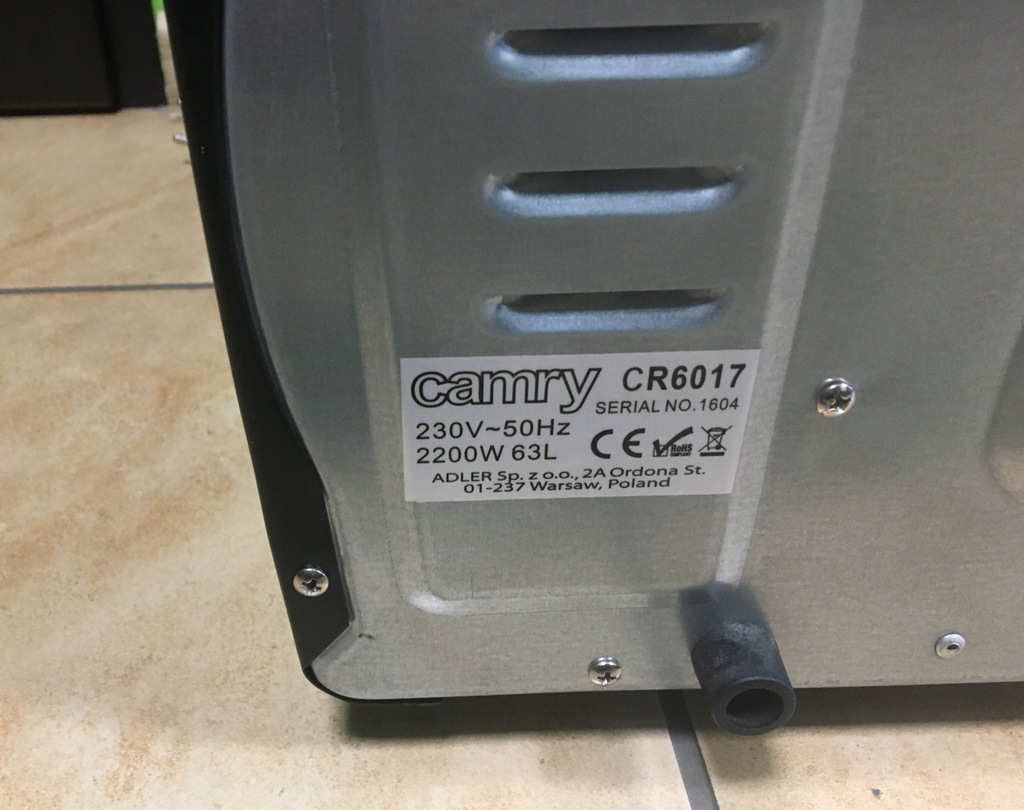 camry CR6017
SERIAL NO.1604
230V~50Hz
2200W 63L
CE RoHS
ADLER Sp. z o.o., 2A Ordona St.
01-237 Warsaw, Poland